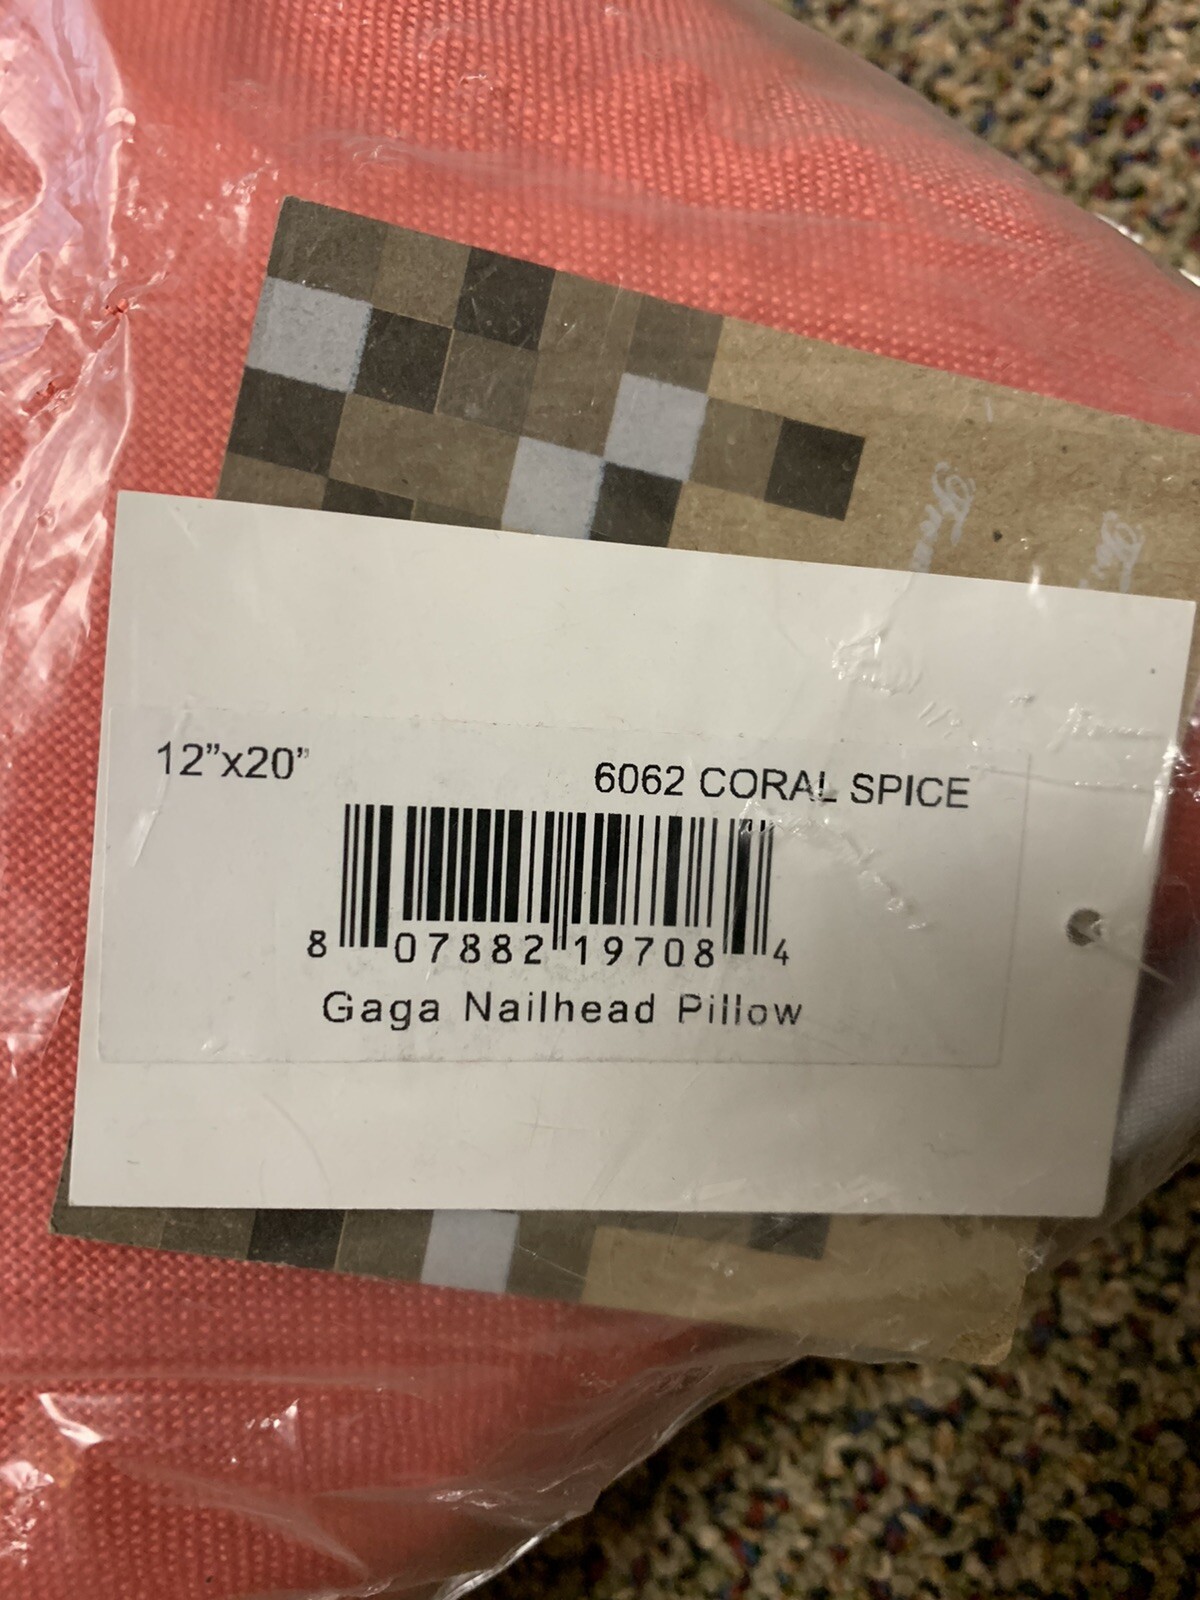 12”x20”
6062 CORAL SPICE
8 07882 19708 4
Gaga Nailhead Pillow